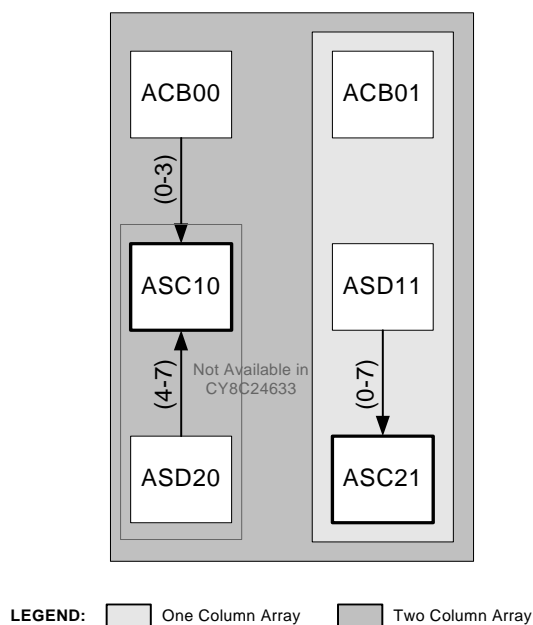 ACB00
ACB01
(0-3)
ASC10
ASD11
Not Available in
CY8C24633
(4-7)
(0-7)
ASD20
ASC21
LEGEND:
One Column Array
Two Column Array